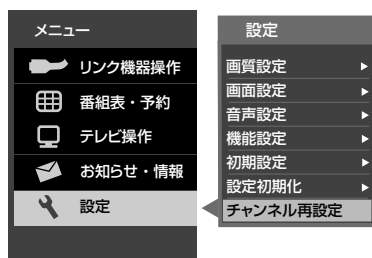 メニュー
リンク機器操作
番組表・予約
テレビ操作
お知らせ・情報
設定
設定
画質設定
画面設定
音声設定
機能設定
初期設定
設定初期化
チャンネル再設定